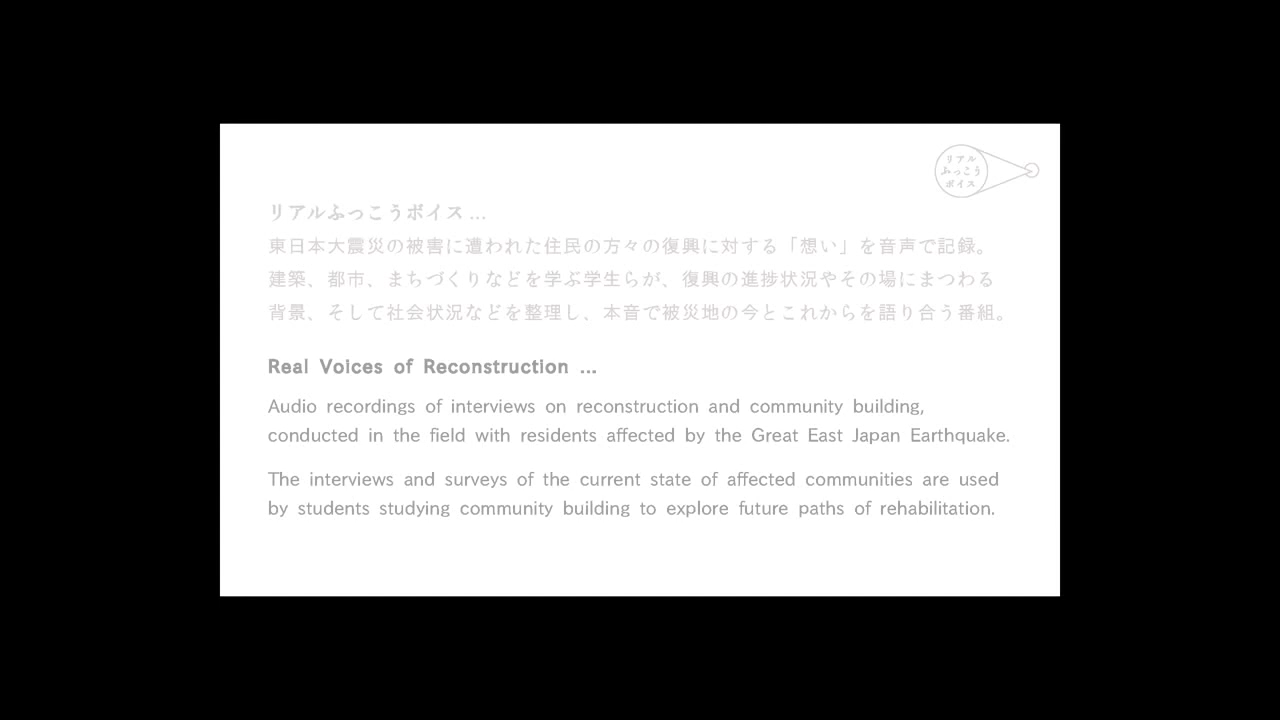 リアル
ふっこう
ボイス
リアルふっこうボイス ...
東日本大震災の被害に遭われた住民の方々の復興に対する「想い」を音声で記録。
建築、都市、まちづくりなどを学ぶ学生らが、復興の進捗状況やその場にまつわる
背景、そして社会状況などを整理し、本音で被災地の今とこれからを語り合う番組。
Real Voices of Reconstruction ...
Audio recordings of interviews on reconstruction and community building,
conducted in the field with residents affected by the Great East Japan Earthquake.
The interviews and surveys of the current state of affected communities are used
by students studying community building to explore future paths of rehabilitation.